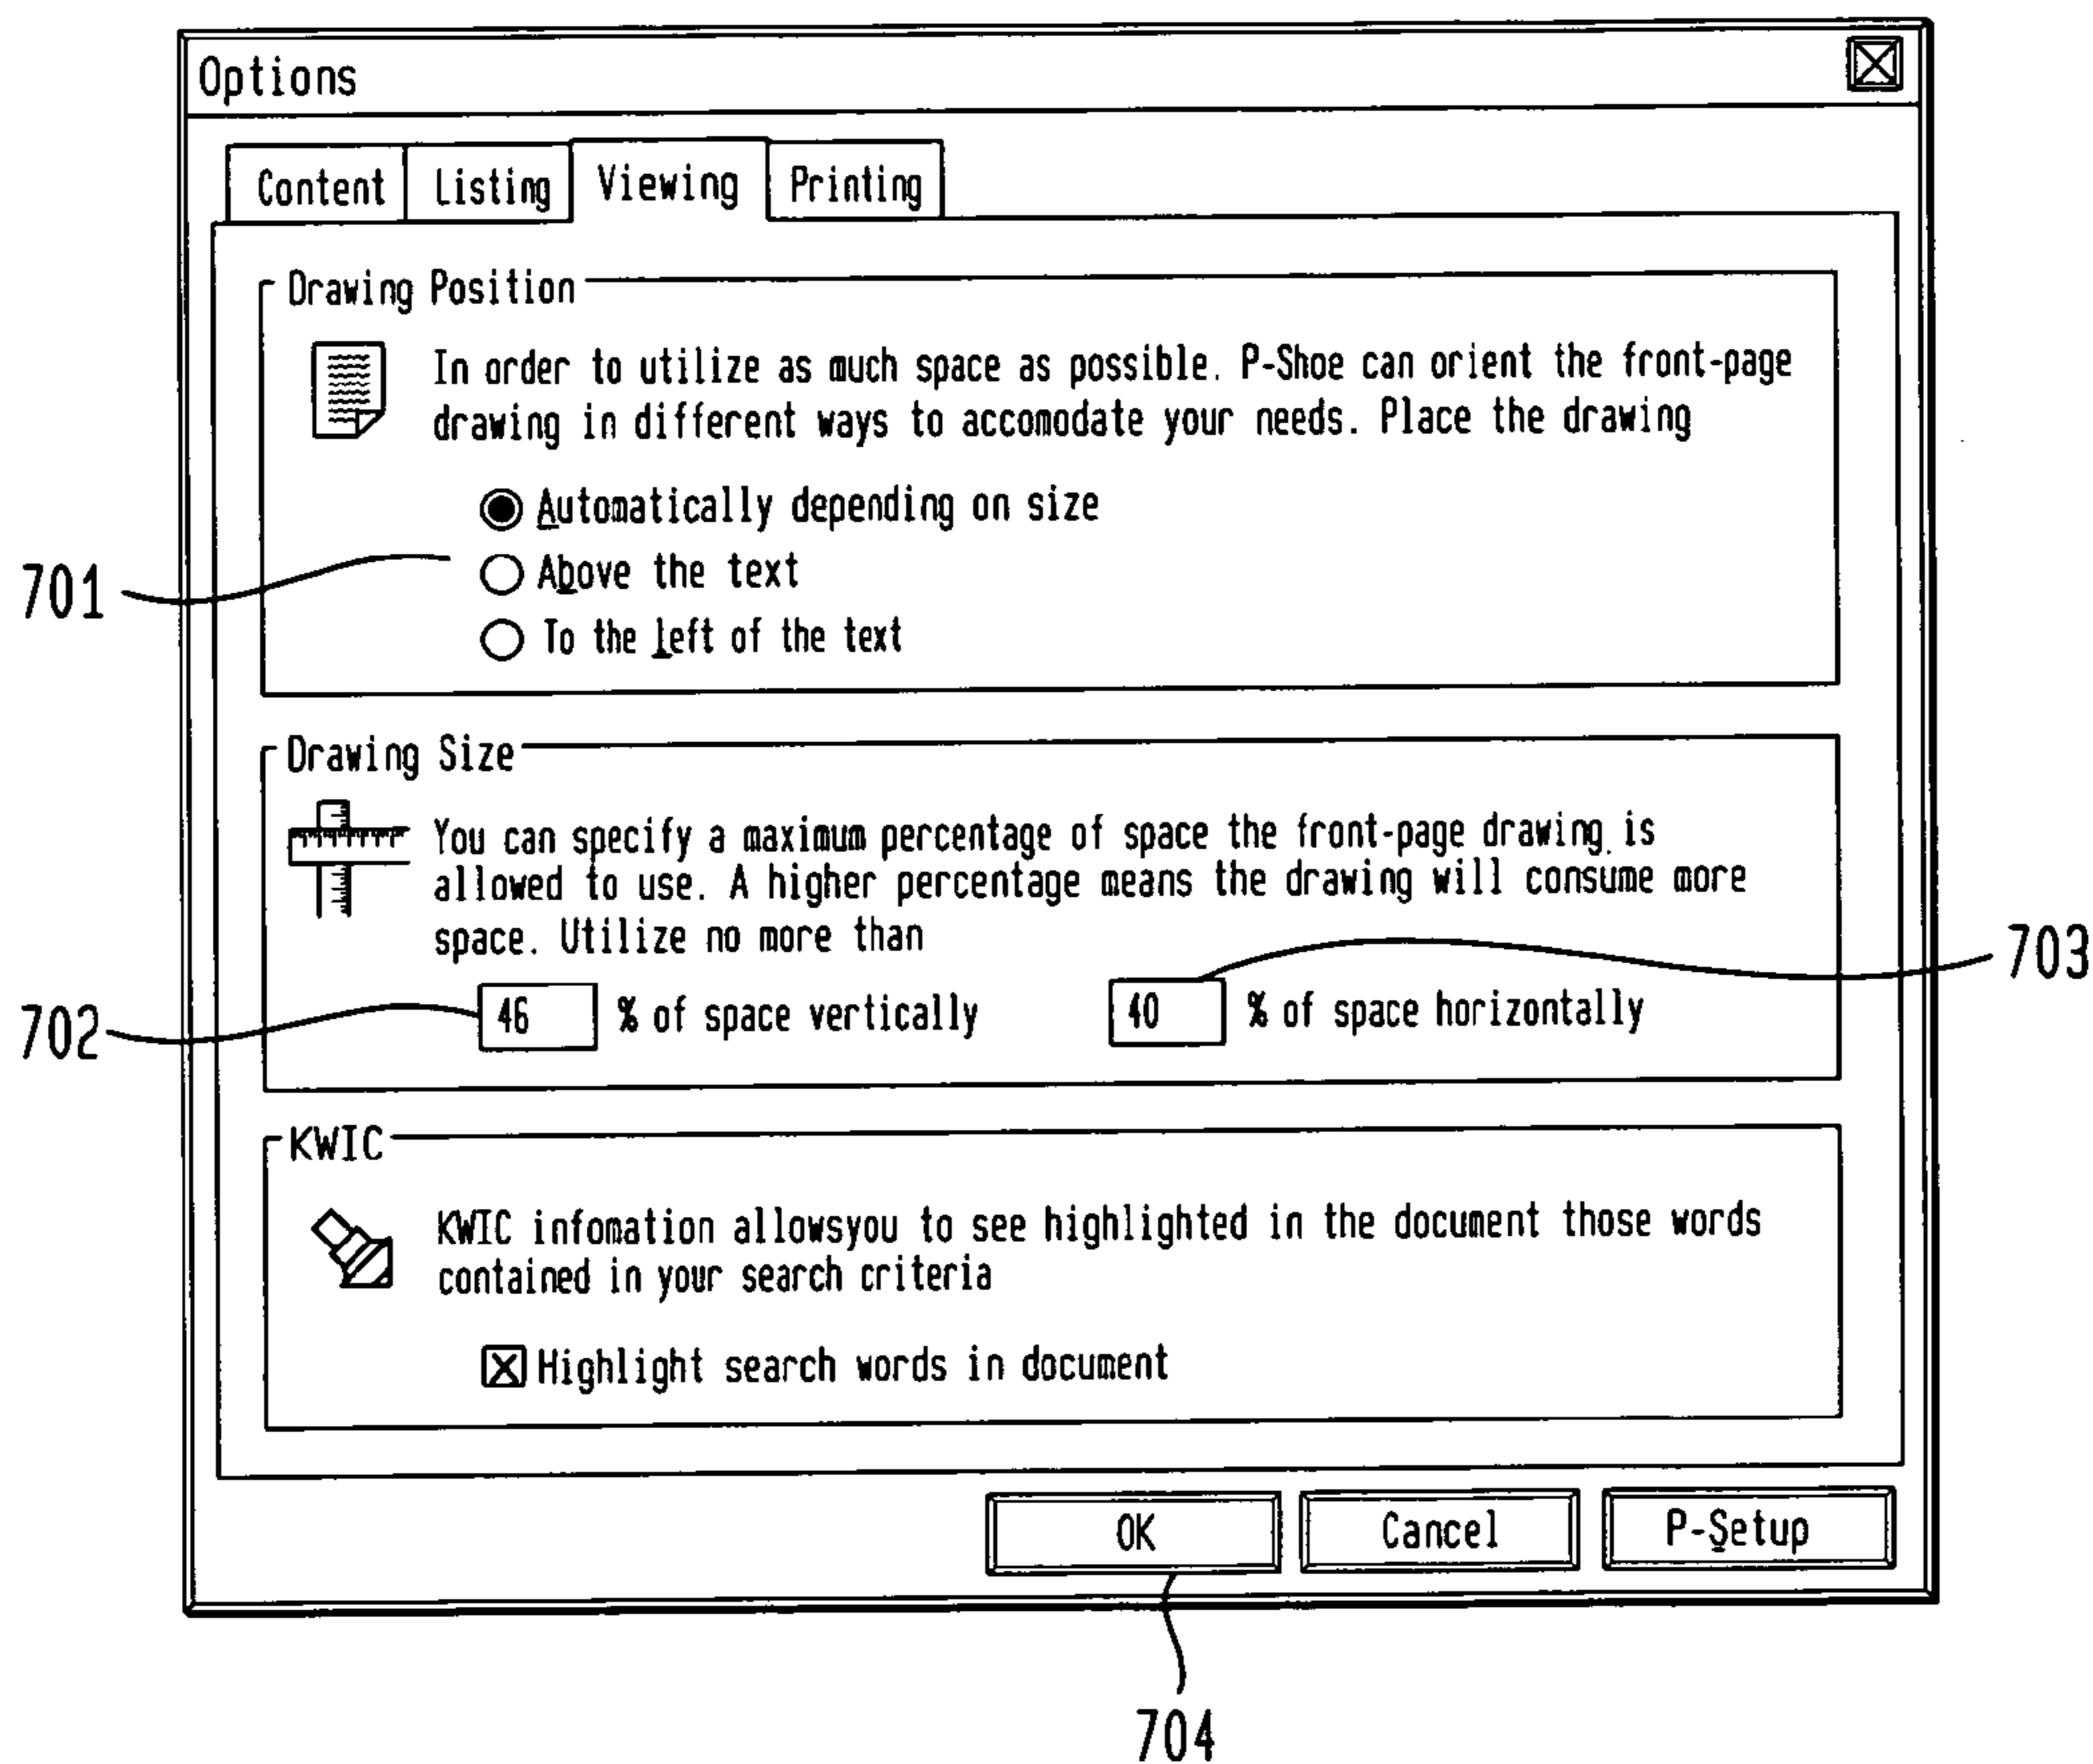 Options
Content Listing Viewing Printing
Drawing Position
In order to utilize as much space as possible. P-Shoe can orient the front-page
drawing in different ways to accomodate your needs. Place the drawing
Automatically depending on size
Above the text
To the left of the text
701
Drawing Size
You can specify a maximum percentage of space the front-page drawing is
allowed to use. A higher percentage means the drawing will consume more
space. Utilize no more than
703
702
46 % of space vertically 40 % of space horizontally
KWIC
KWIC infomation allowsyou to see highlighted in the document those words
contained in your search criteria
Highlight search words in document
OK Cancel P-Setup
704